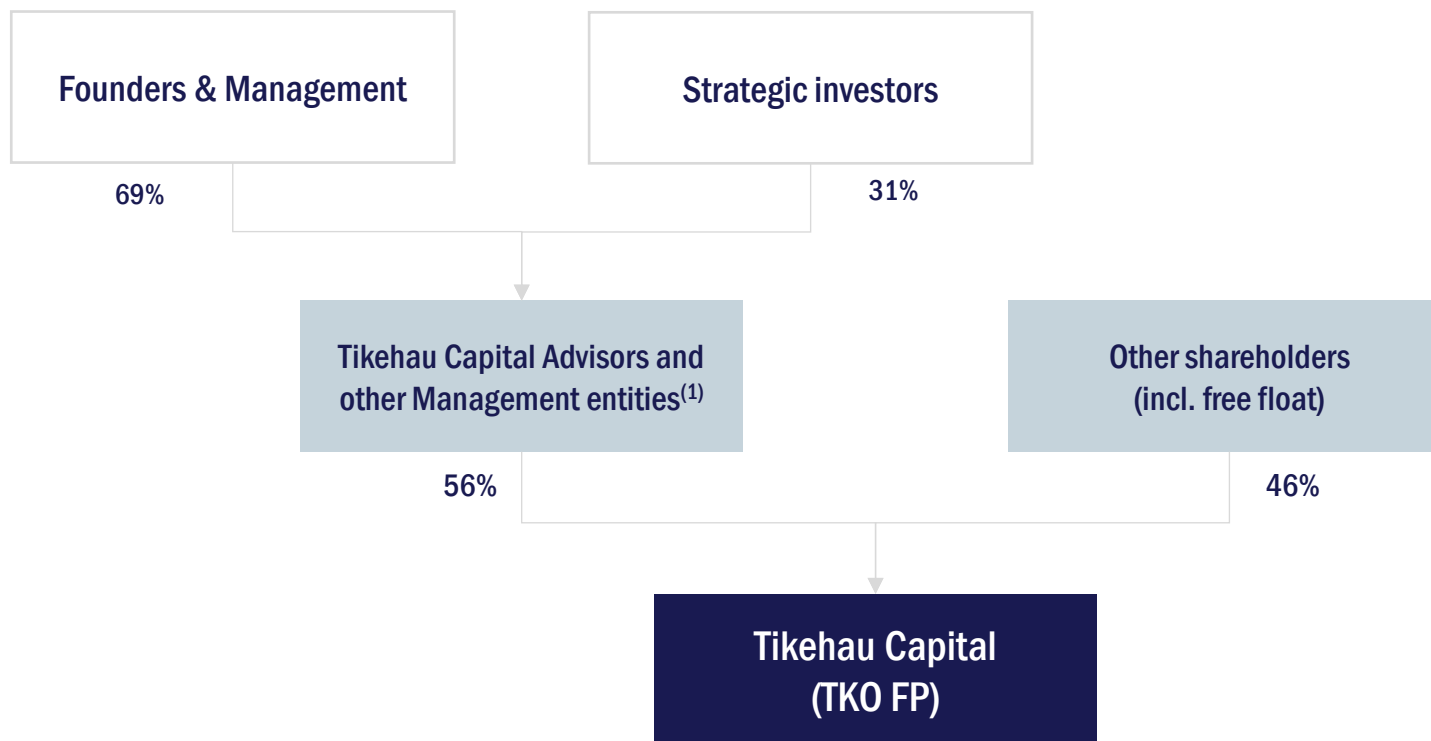 Founders & Management
Strategic investors
69%
31%
Tikehau Capital Advisors and
other Management entities(1)
Other shareholders
(incl. free float)
56%
46%
Tikehau Capital
(TKO FP)